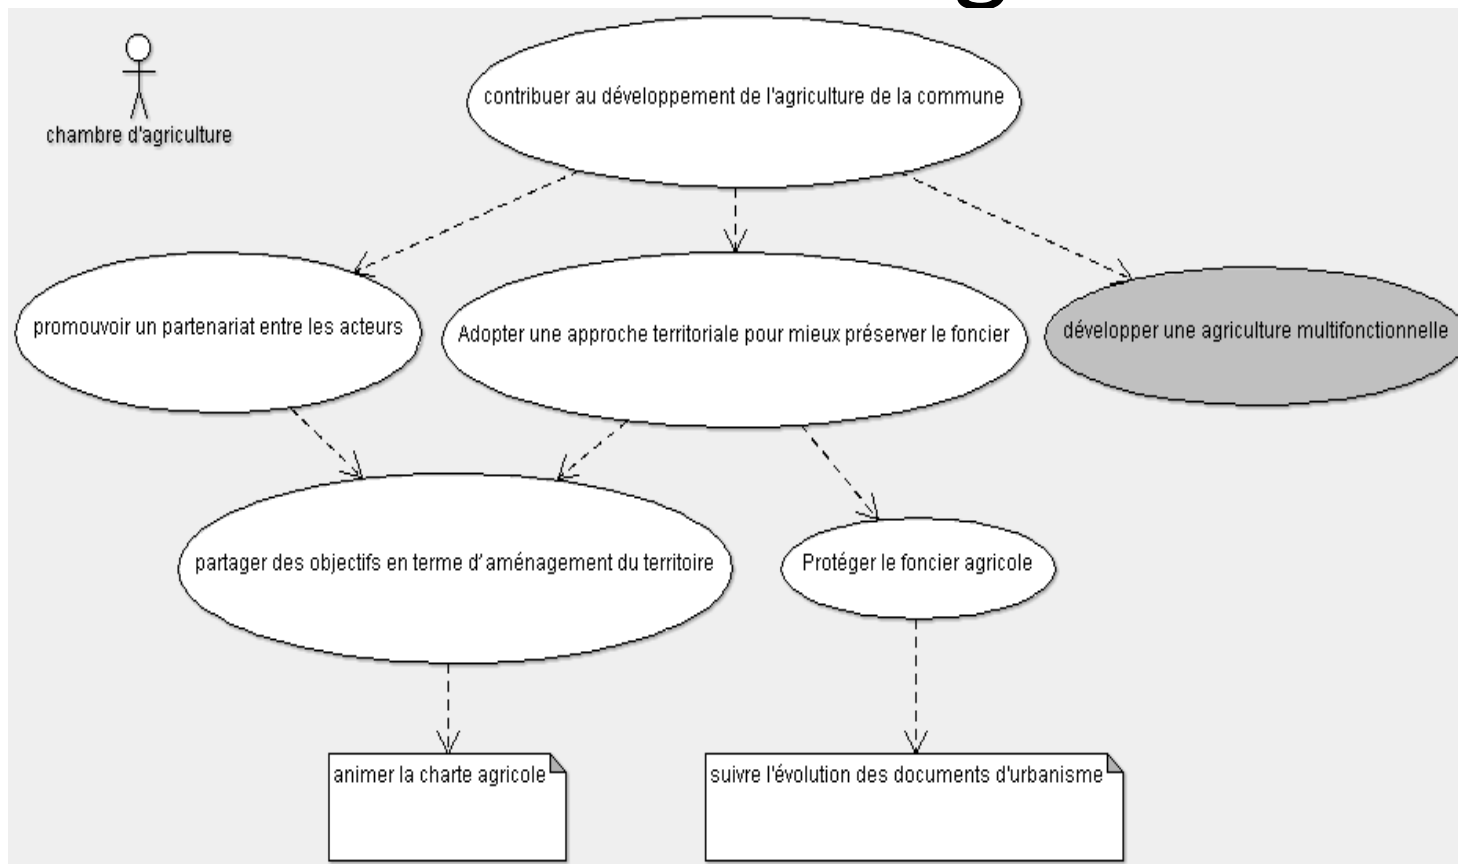 contribuer au développement de l'agriculture de la commune
chambre d'agriculture
promouvoir un partenariat entre les acteurs
Adopter une approche territoriale pour mieux préserver le foncier
développer une agriculture multifonctionnelle
partager des objectifs en terme d'aménagement du territoire
Protéger le foncier agricole
animer la charte agricole
suivre l'évolution des documents d'urbanisme